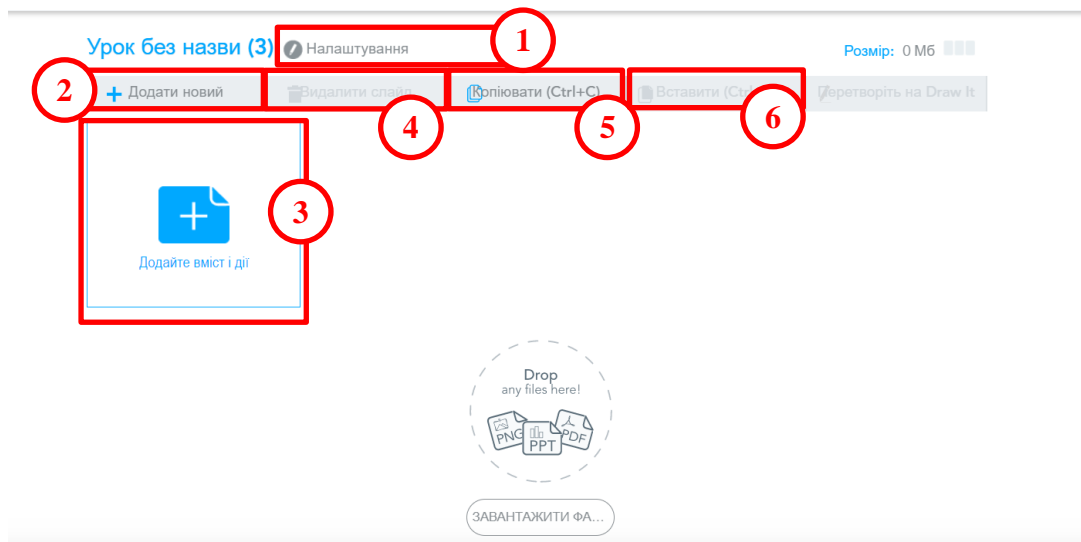 1
Урок без назви (3) Налаштування
Розмір: 0 Мб
2
Додати новий Видалити слайд Копіювати (Ctrl+C) Вставити (Ctrl Перетворіть на Draw It
4 5 6
3
Додайте вміст і дії
Drop
any files here!
PNG PPT PDF
ЗАВАНТАЖИТИ ФА...